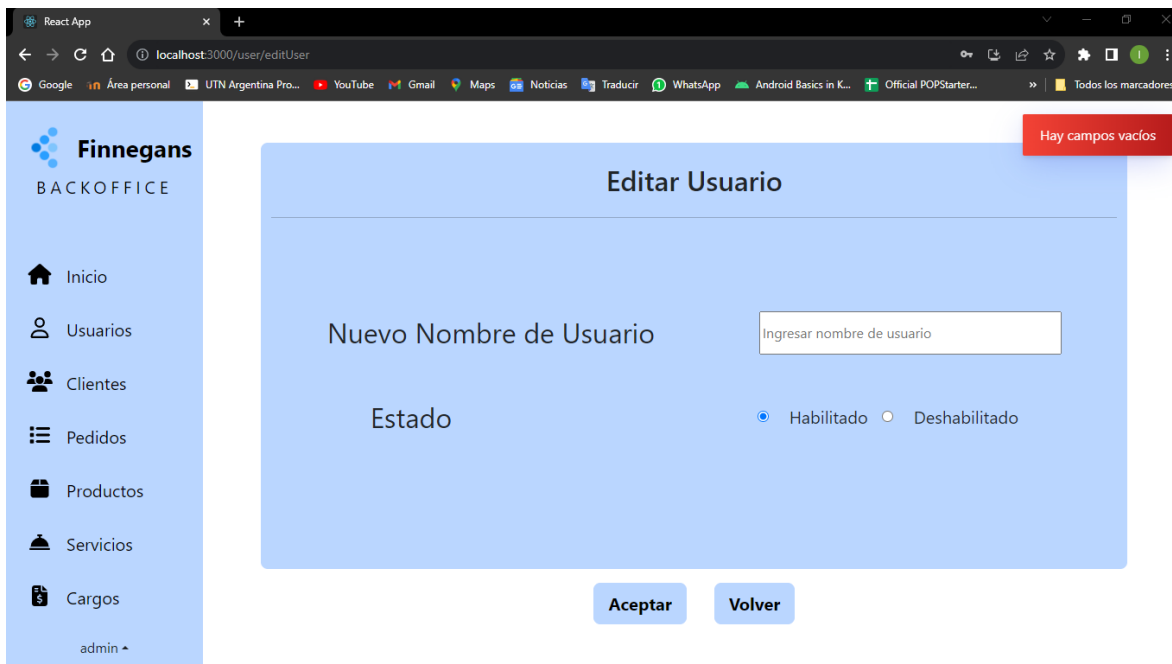 React App
localhost:3000/user/editUser
Google
Área personal
UTN Argentina Pro...
YouTube
Gmail
Maps
Noticias
Traducir
WhatsApp
Android Basics in K...
Official POPStarter...
»
Todos los marcadores
Finnegans
BACKOFFICE
Inicio
Usuarios
Clientes
Pedidos
Productos
Servicios
Cargos
admin
Hay campos vacíos
Editar Usuario
Nuevo Nombre de Usuario
Ingresar nombre de usuario
Estado
Habilitado
Deshabilitado
Aceptar
Volver